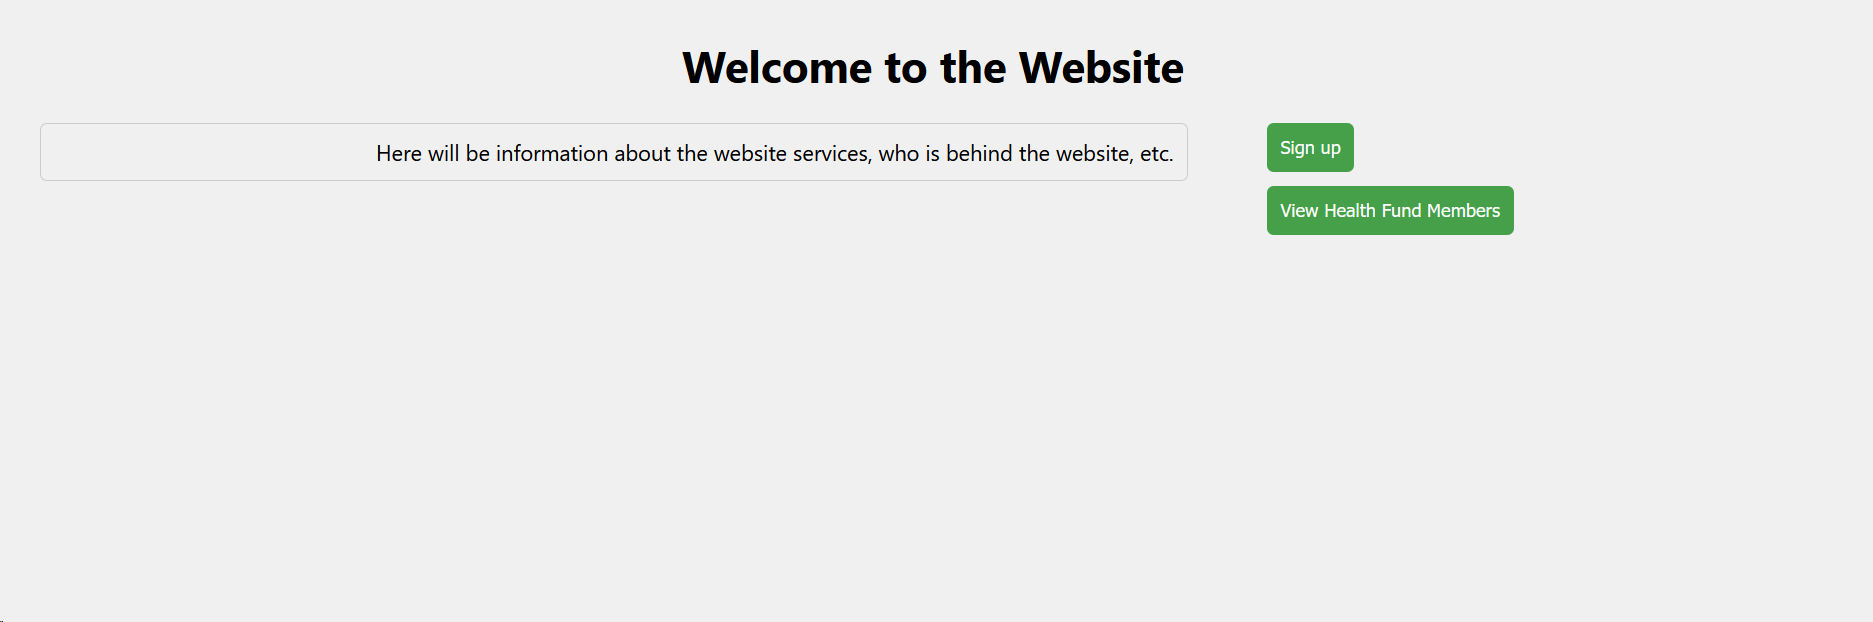 Welcome to the Website
Here will be information about the website services, who is behind the website, etc.
Sign up
View Health Fund Members